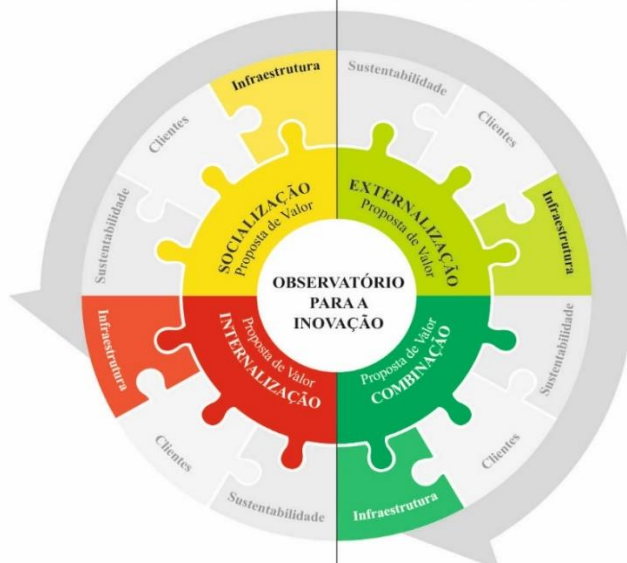 Infraestrutura
Sustentabilidade
Clientes
Clientes
Sustentabilidade
Infraestrutura
SOCIALIZAÇÃO
Proposta de Valor
EXTERNALIZAÇÃO
Proposta de Valor
OBSERVATÓRIO
PARA A
INOVAÇÃO
Proposta de Valor
INTERNALIZAÇÃO
Proposta de Valor
COMBINAÇÃO
Infraestrutura
Sustentabilidade
Clientes
Clientes
Sustentabilidade
Infraestrutura